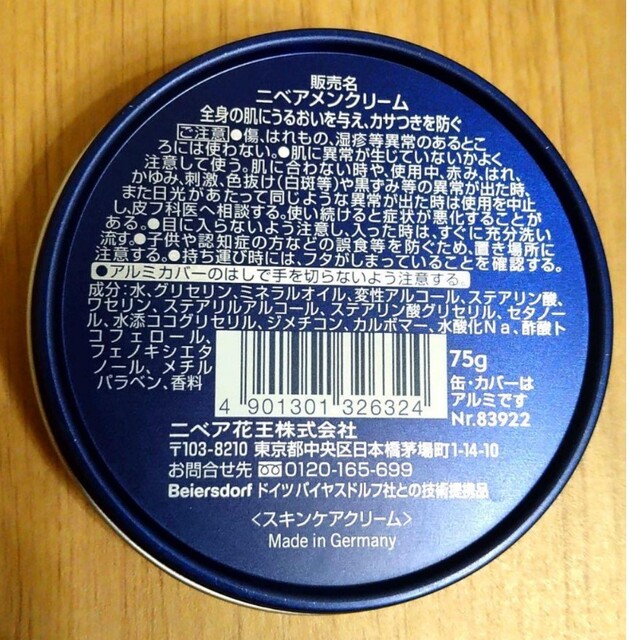 販売名
ニベアメンクリーム
全身の肌にうるおいを与え、カサつきを防ぐ
ご注意 ●傷、はれもの、湿疹等異常のあるとこ
ろには使わない。●肌に異常が生じていないかよく
注意して使う。肌に合わない時や、使用中、赤み、はれ、
かゆみ、刺激、色抜け(白斑等)や黒ずみ等の異常が出た時、
また日光があたって同じような異常が出た時は使用を中止
し、皮フ科医へ相談する。使い続けると症状が悪化することが
ある。●目に入らないよう注意し、入った時は、すぐに充分洗い
流す。●子供や認知症の方などの誤食等を防ぐため、置き場所に
注意する。●持ち運び時には、フタがしまっていることを確認する。
●アルミカバーのはしで手を切らないよう注意する。
成分:水、グリセリン、ミネラルオイル、変性アルコール、ステアリン酸、
ワセリン、ステアリルアルコール、ステアリン酸グリセリル、セタノー
ル、水添ココグリセリル、ジメチコン、カルボマー、水酸化Na、酢酸ト
コフェロール、
フェノキシエタ
ノール、メチル
パラベン、香料
75g
缶・カバーは
アルミです
Nr.83922
4 901301 326324
ニベア花王株式会社
〒103-8210 東京都中央区日本橋茅場町1-14-10
お問合せ先 0120-165-699
Beiersdorf ドイツ バイヤスドルフ社との技術提携品
〈スキンケアクリーム〉
Made in Germany